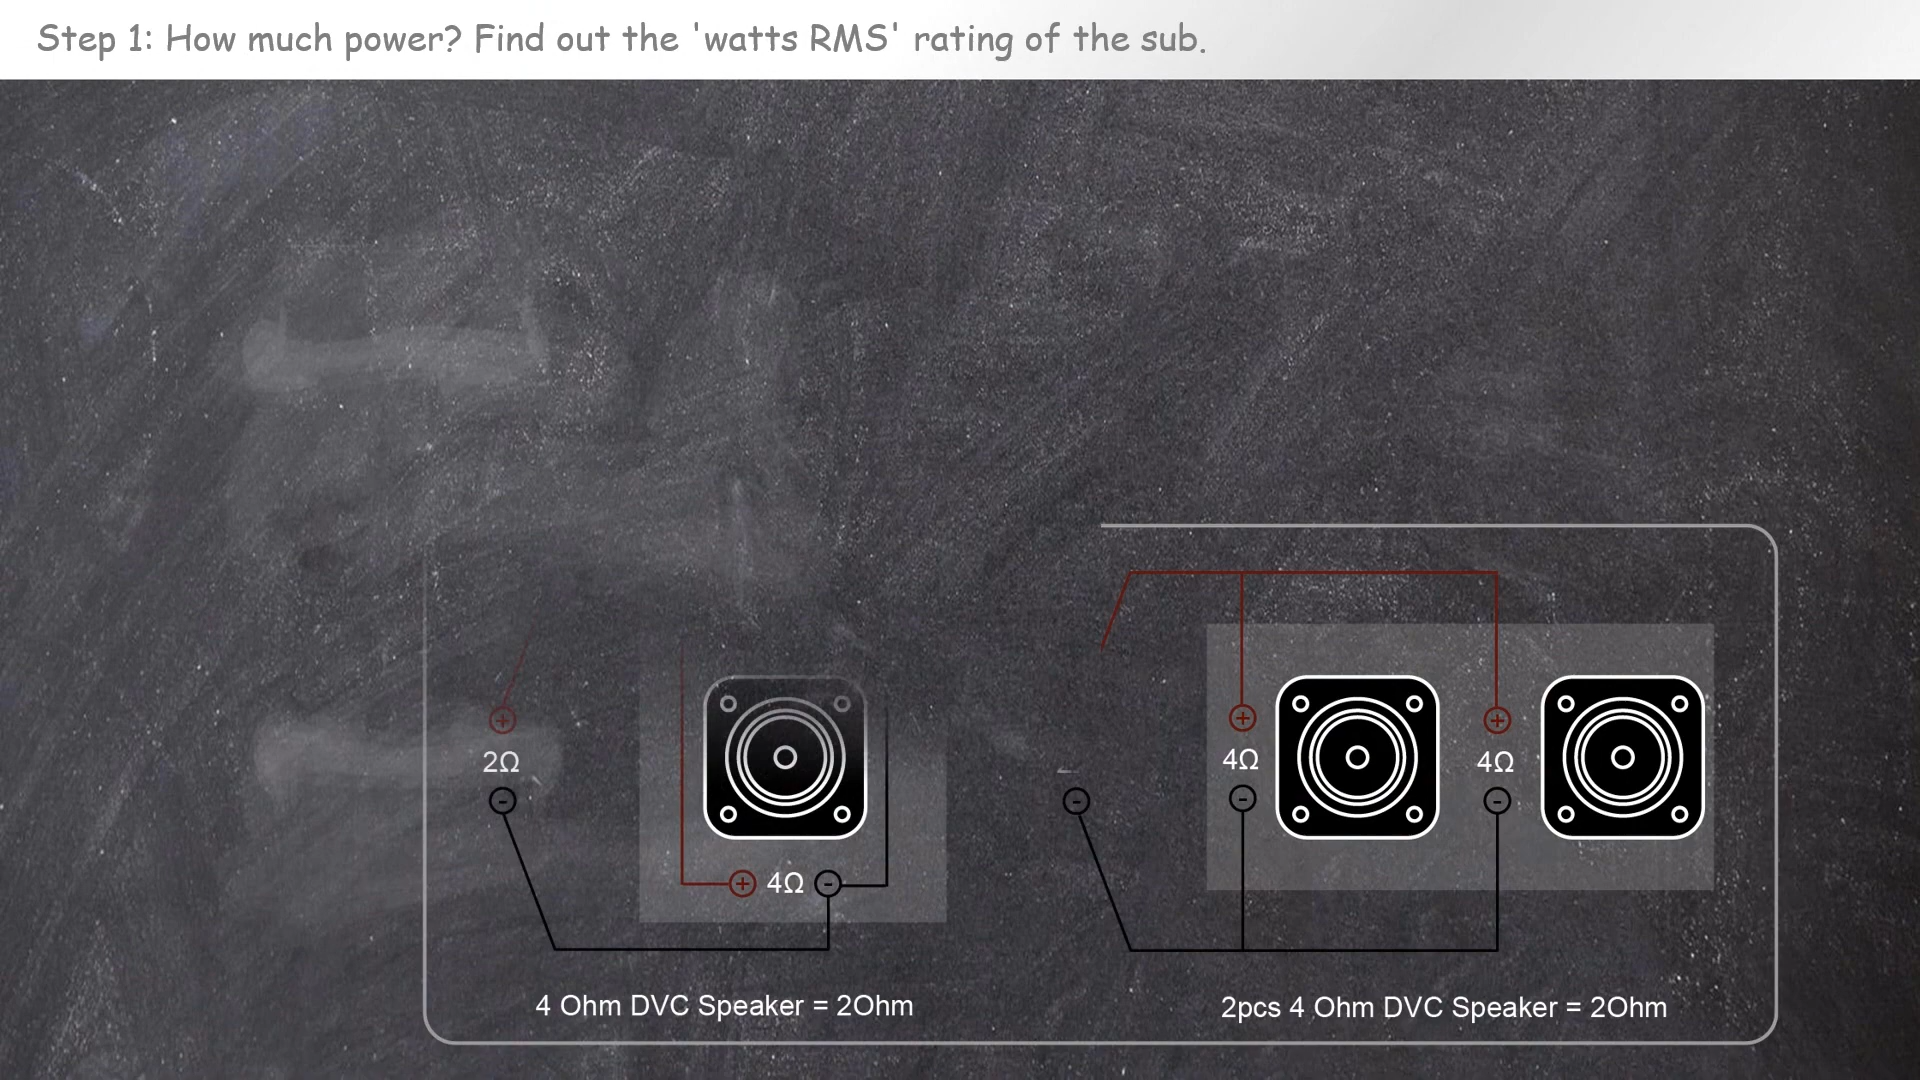 Step 1: How much power? Find out the 'watts RMS' rating of the sub.
+
2Ω
-
+ 4Ω -
-
+
4Ω
-
+
4Ω
-
4 Ohm DVC Speaker = 2Ohm
2pcs 4 Ohm DVC Speaker = 2Ohm